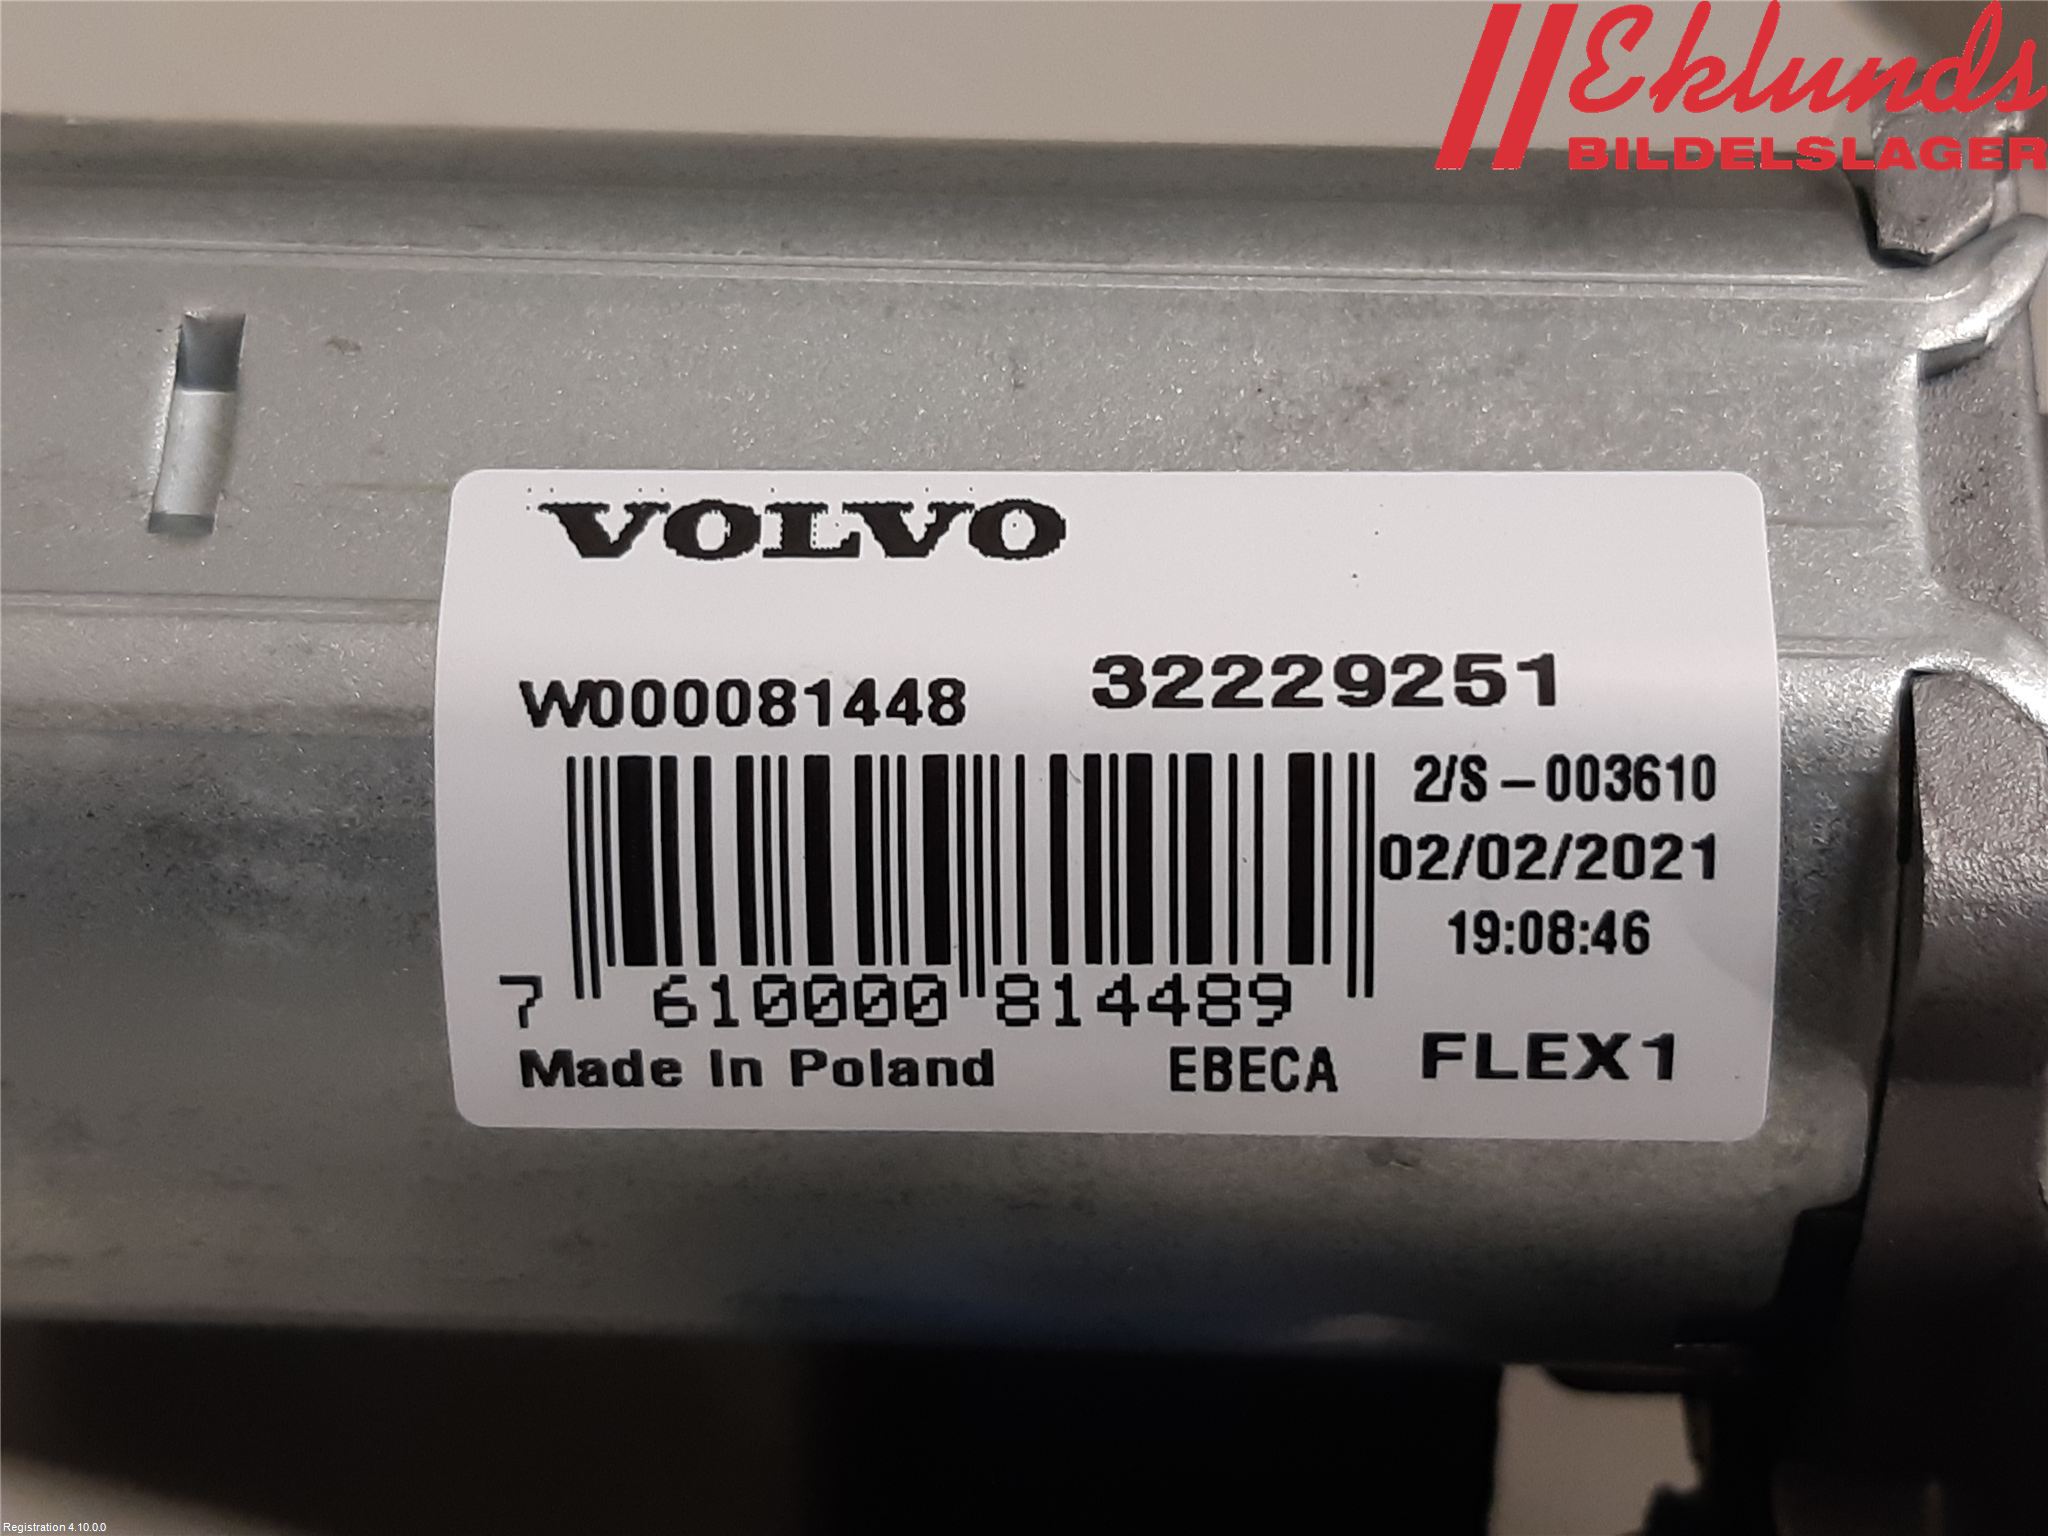 Eklunds
BILDELSLAGER
VOLVO
W000081448 32229251
2/S-003610
02/02/2021
19:08:46
7 610000 814489
Made In Poland EBECA FLEX1
Registration 4.10.0.0